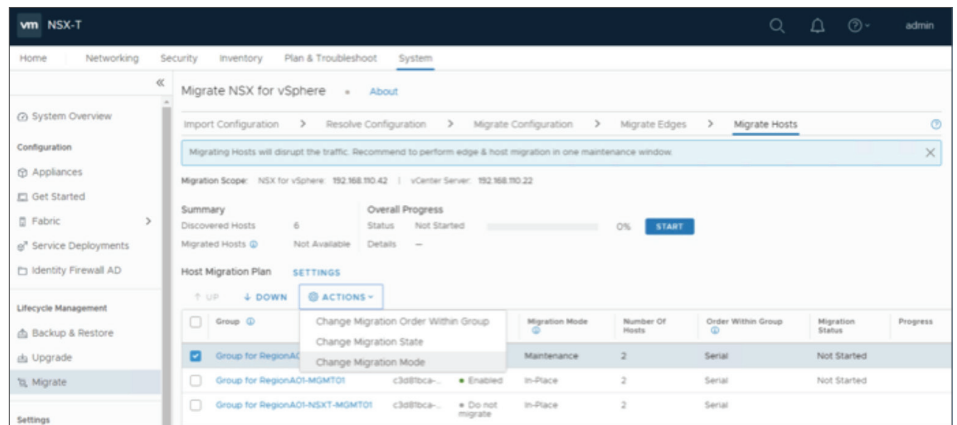 vm NSX-T admin
Home Networking Security Inventory Plan & Troubleshoot System
Migrate NSX for vSphere About
System Overview
Import Configuration > Resolve Configuration > Migrate Configuration > Migrate Edges > Migrate Hosts
Configuration
Migrating Hosts will disrupt the traffic. Recommend to perform edge & host migration in one maintenance window.
Appliances
Migration Scope: NSX for vSphere: 192.168.110.42 | vCenter Server: 192.168.110.22
Get Started
Summary Overall Progress
Fabric
Discovered Hosts 6 Status Not Started 0% START
Service Deployments
Migrated Hosts Not Available Details —
Identity Firewall AD
Host Migration Plan SETTINGS
UP DOWN ACTIONS
Lifecycle Management
Group Change Migration Order Within Group Migration Mode Number Of Hosts Order Within Group Migration Status Progress
Backup & Restore
Change Migration State
Upgrade
Group for RegionA0 Change Migration Mode Maintenance 2 Serial Not Started
Migrate
Group for RegionA01-MGMT01 c3d81bca-... Enabled In-Place 2 Serial Not Started
Group for RegionA01-NSXT-MGMT01 c3d81bca-... Do not migrate In-Place 2 Serial
Settings